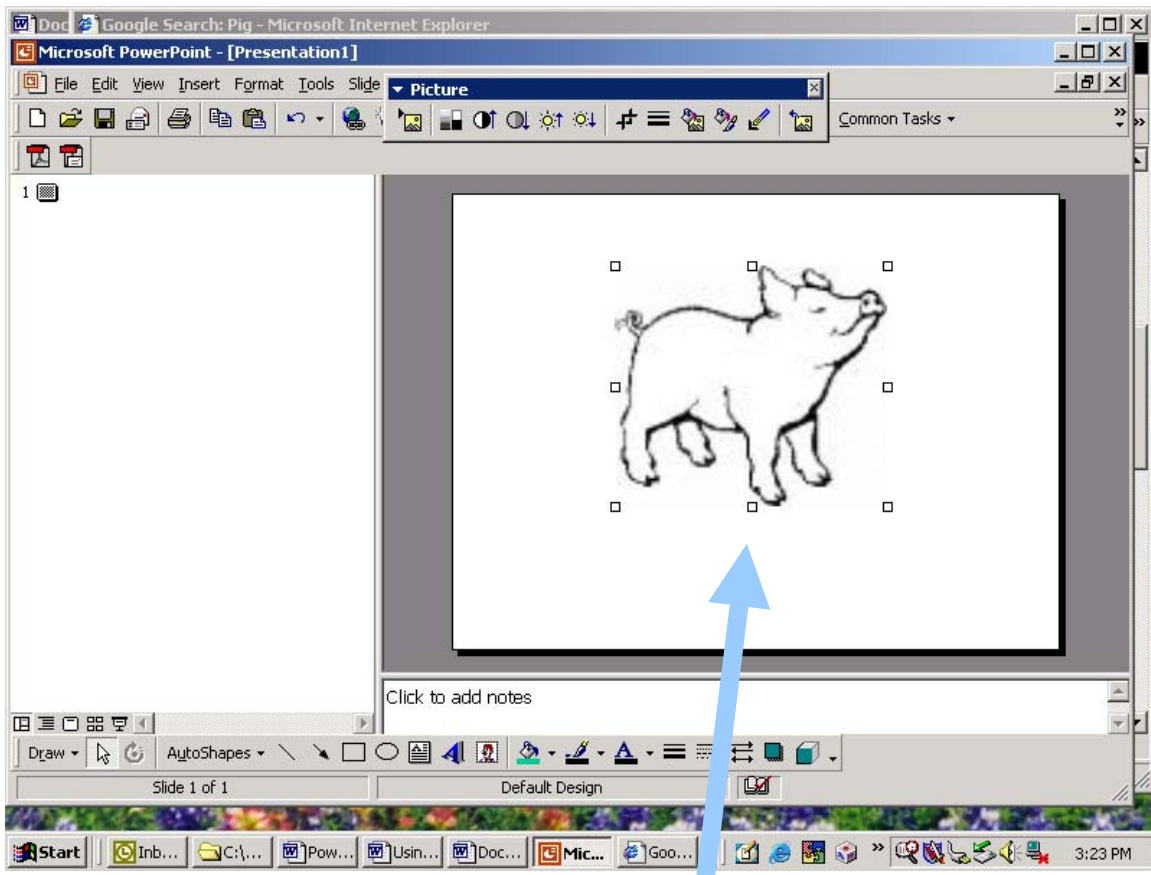 Doc Google Search: Pig - Microsoft Internet Explorer
Microsoft PowerPoint - [Presentation1]
File Edit View Insert Format Tools Slide
Picture
Common Tasks
1
Click to add notes
Draw AutoShapes
Slide 1 of 1 Default Design
Start Inb... C:\... Pow... Usin... Doc... Mic... Goo... 3:23 PM